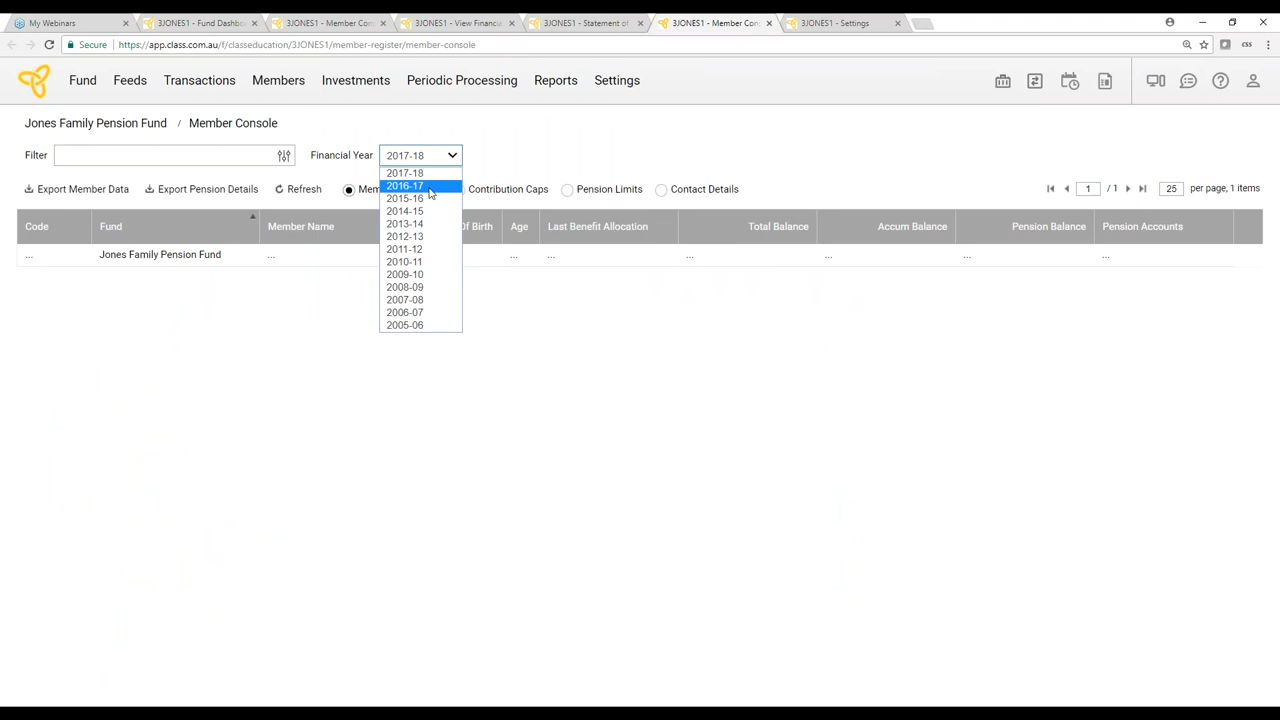 My Webinars
3JONES1 - Fund Dashbo
3JONES1 - Member Con
3JONES1 - View Financia
3JONES1 - Statement of
3JONES1 - Member Con
3JONES1 - Settings
Secure
https://app.class.com.au/f/classeducation/3JONES1/member-register/member-console
css
Fund Feeds Transactions Members Investments Periodic Processing Reports Settings
Jones Family Pension Fund / Member Console
Filter
Financial Year 2017-18
2017-18
2016-17
2015-16
2014-15
2013-14
2012-13
2011-12
2010-11
2009-10
2008-09
2007-08
2006-07
2005-06
Export Member Data Export Pension Details Refresh Contribution Caps Pension Limits Contact Details 1 / 1 25 per page, 1 items
Code Fund Member Name Of Birth Age Last Benefit Allocation Total Balance Accum Balance Pension Balance Pension Accounts
... Jones Family Pension Fund ... ... ... ... ... ... ...